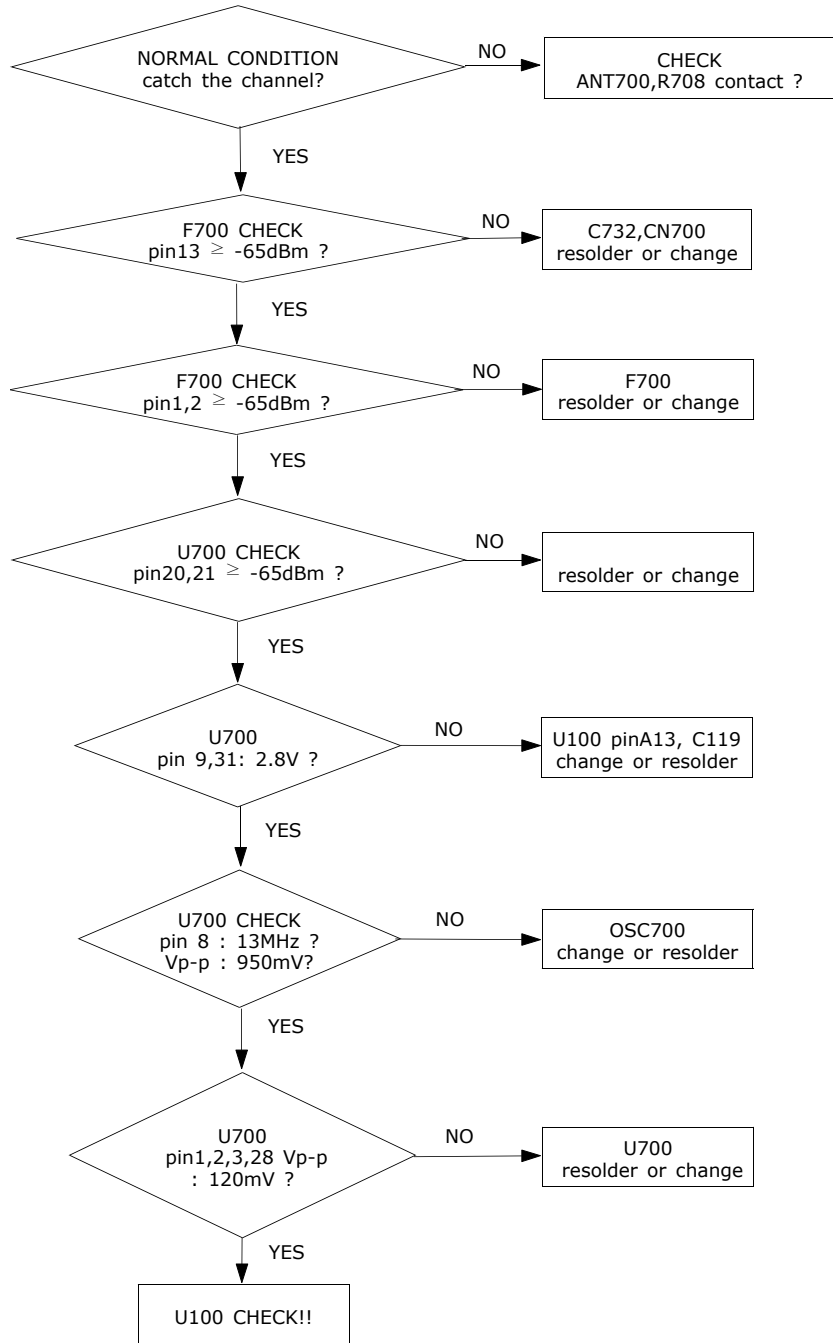 NORMAL CONDITION
catch the channel?
NO
CHECK
ANT700,R708 contact ?
YES
F700 CHECK
pin13 ≥ -65dBm ?
NO
C732,CN700
resolder or change
YES
F700 CHECK
pin1,2 ≥ -65dBm ?
NO
F700
resolder or change
YES
U700 CHECK
pin20,21 ≥ -65dBm ?
NO
resolder or change
YES
U700
pin 9,31: 2.8V ?
NO
U100 pinA13, C119
change or resolder
YES
U700 CHECK
pin 8 : 13MHz ?
Vp-p : 950mV?
NO
OSC700
change or resolder
YES
U700
pin1,2,3,28 Vp-p
: 120mV ?
NO
U700
resolder or change
YES
U100 CHECK!!